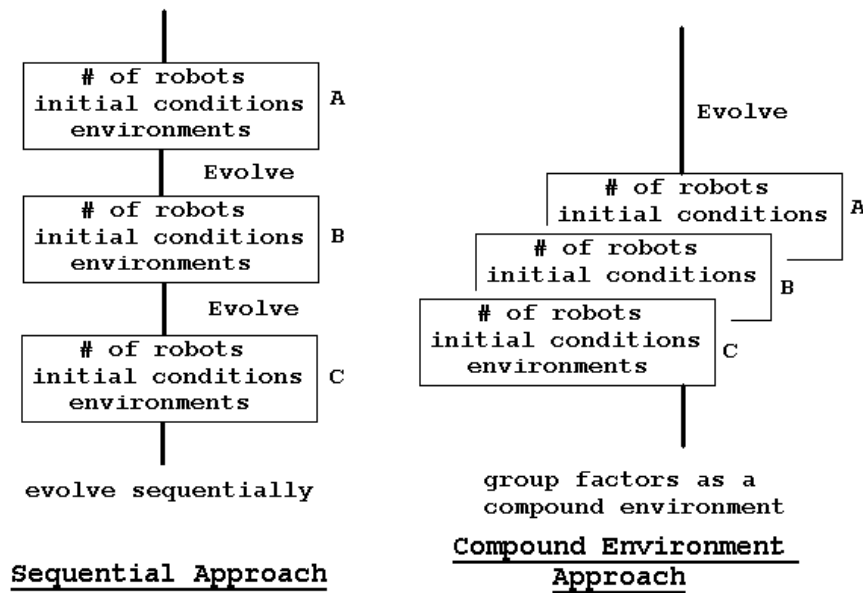 # of robots
initial conditions
environments
A
Evolve
# of robots
initial conditions
environments
B
Evolve
# of robots
initial conditions
environments
C
evolve sequentially
Sequential Approach
Evolve
# of robots
initial conditions
A
# of robots
initial conditions
B
# of robots
initial conditions
environments
C
group factors as a
compound environment
Compound Environment
Approach